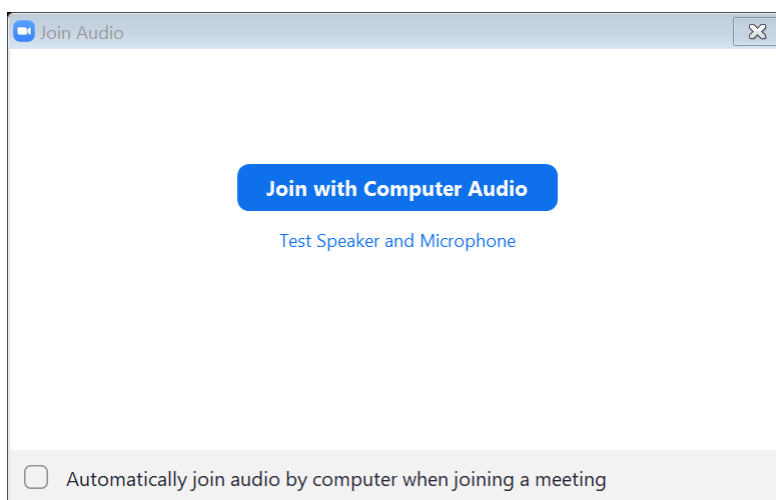 Join Audio
Join with Computer Audio
Test Speaker and Microphone
Automatically join audio by computer when joining a meeting